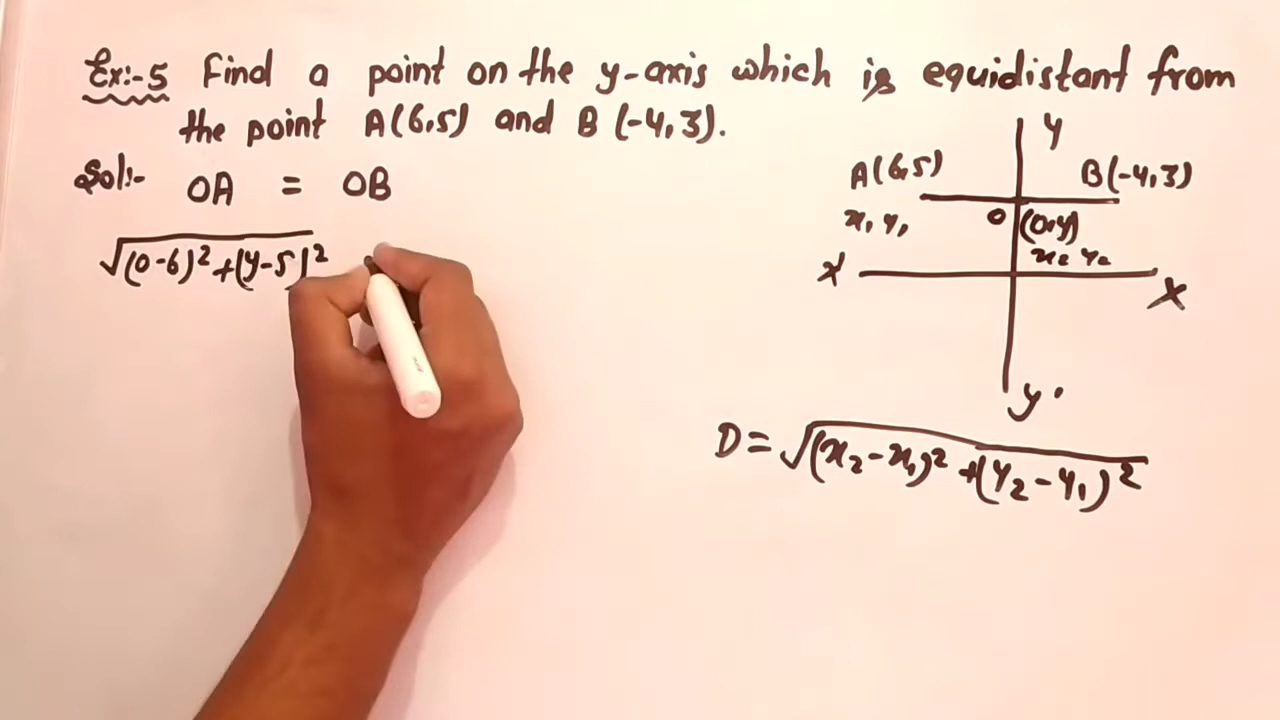 Ex:-5 Find a point on the y-axis which is equidistant from
the point A(6,5) and B(-4,3).
Sol:- OA = OB
√(0-6)²+(y-5)²
y
A(6,5) B(-4,3)
x₁ y₁ O (0,y)
x₂ y₂
x' X
y'
D = √(x₂-x₁)²+(y₂-y₁)²